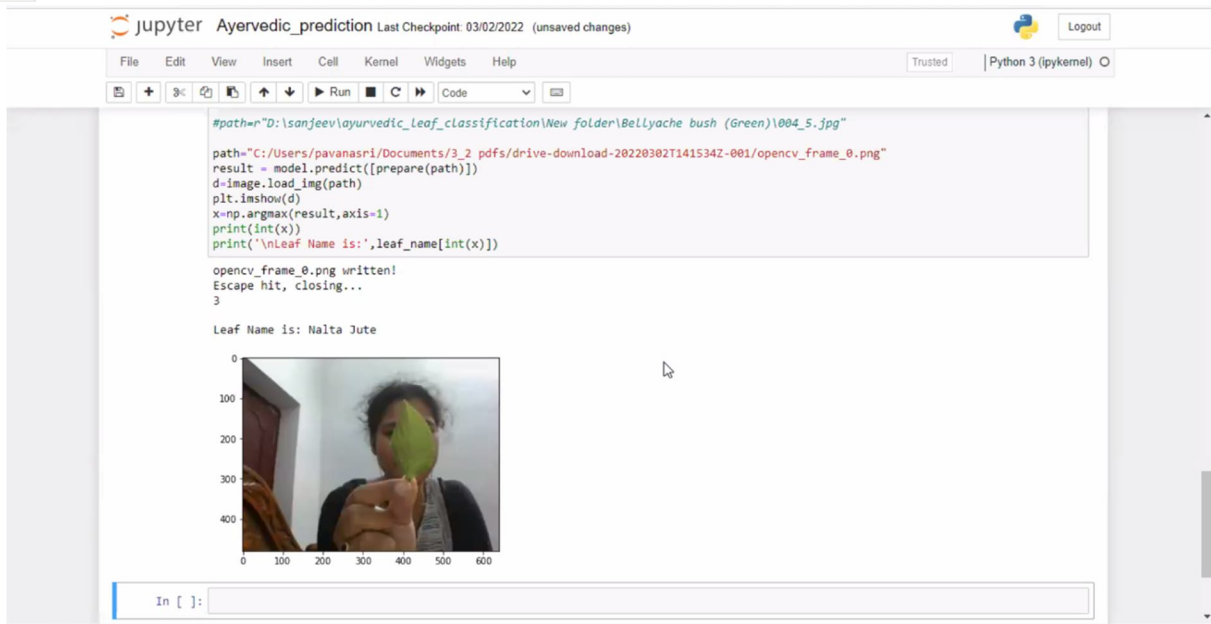 jupyter Ayervedic_prediction Last Checkpoint: 03/02/2022 (unsaved changes)
Logout
File Edit View Insert Cell Kernel Widgets Help
Trusted Python 3 (ipykernel)
Run Code
#path=r"D:\sanjeev\ayurvedic_leaf_classification\New folder\Bellyache bush (Green)\004_5.jpg"
path="C:/Users/pavanasri/Documents/3_2 pdfs/drive-download-20220302T141534Z-001/opencv_frame_0.png"
result = model.predict([prepare(path)])
d=image.load_img(path)
plt.imshow(d)
x=np.argmax(result,axis=1)
print(int(x))
print('\nLeaf Name is:',leaf_name[int(x)])
opencv_frame_0.png written!
Escape hit, closing...
3
Leaf Name is: Nalta Jute
0
100
200
300
400
0 100 200 300 400 500 600
In [ ]: